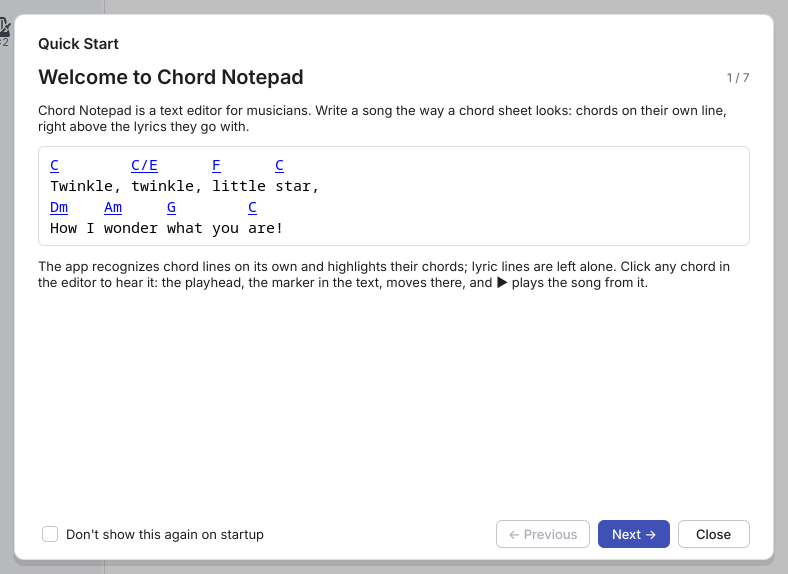 Quick Start
Welcome to Chord Notepad
1 / 7
Chord Notepad is a text editor for musicians. Write a song the way a chord sheet looks: chords on their own line,
right above the lyrics they go with.
C        C/E      F      C
Twinkle, twinkle, little star,
Dm    Am     G        C
How I wonder what you are!
The app recognizes chord lines on its own and highlights their chords; lyric lines are left alone. Click any chord in
the editor to hear it: the playhead, the marker in the text, moves there, and ▶ plays the song from it.
Don't show this again on startup
← Previous
Next →
Close